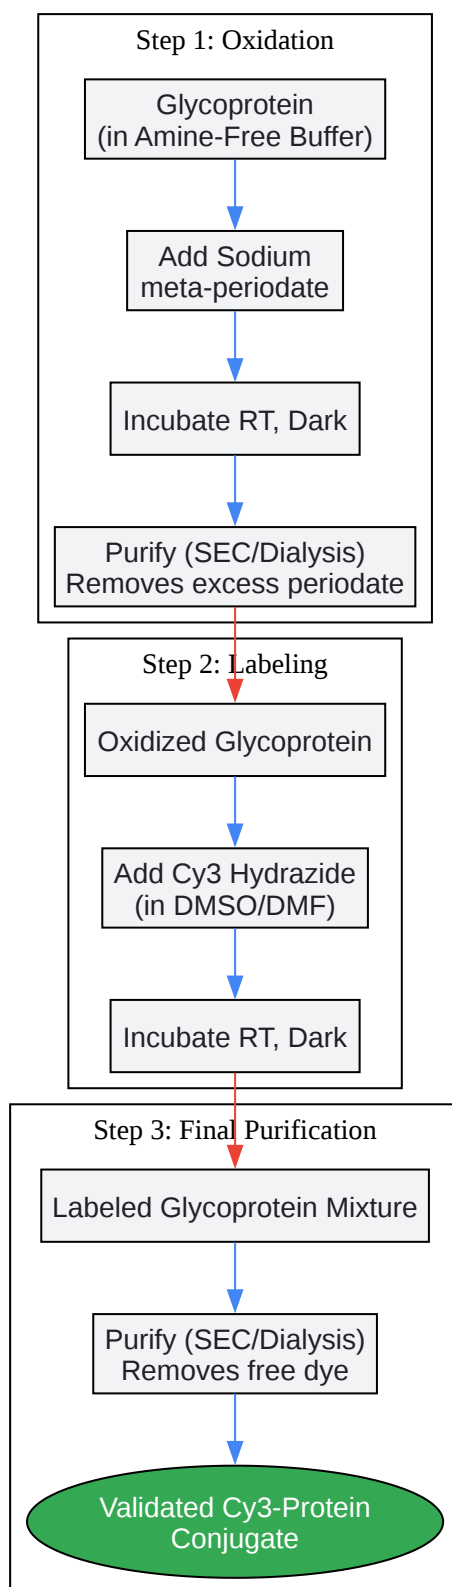 Step 1: Oxidation
Glycoprotein
(in Amine-Free Buffer)
Add Sodium
meta-periodate
Incubate RT, Dark
Purify (SEC/Dialysis)
Removes excess periodate
Step 2: Labeling
Oxidized Glycoprotein
Add Cy3 Hydrazide
(in DMSO/DMF)
Incubate RT, Dark
Step 3: Final Purification
Labeled Glycoprotein Mixture
Purify (SEC/Dialysis)
Removes free dye
Validated Cy3-Protein
Conjugate